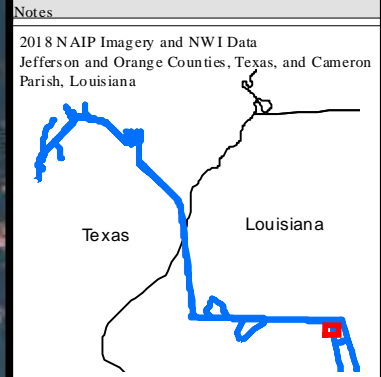 Notes
2018 NAIP Imagery and NWI Data
Jefferson and Orange Counties, Texas, and Cameron
Parish, Louisiana
Texas
Louisiana